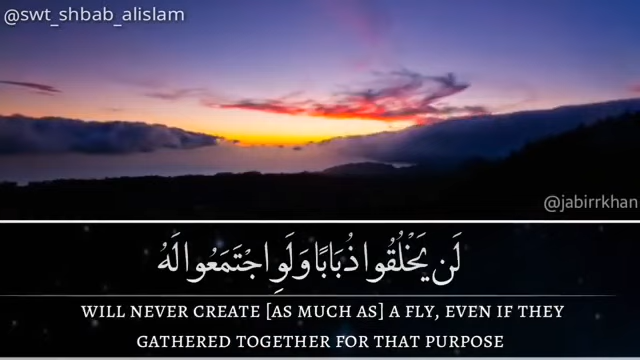 @swt_shbab_alislam
@jabirrkhan
لَن يَخْلُقُوا ذُبَابًا وَلَوِ اجْتَمَعُوا لَهُ
WILL NEVER CREATE [AS MUCH AS] A FLY, EVEN IF THEY
GATHERED TOGETHER FOR THAT PURPOSE